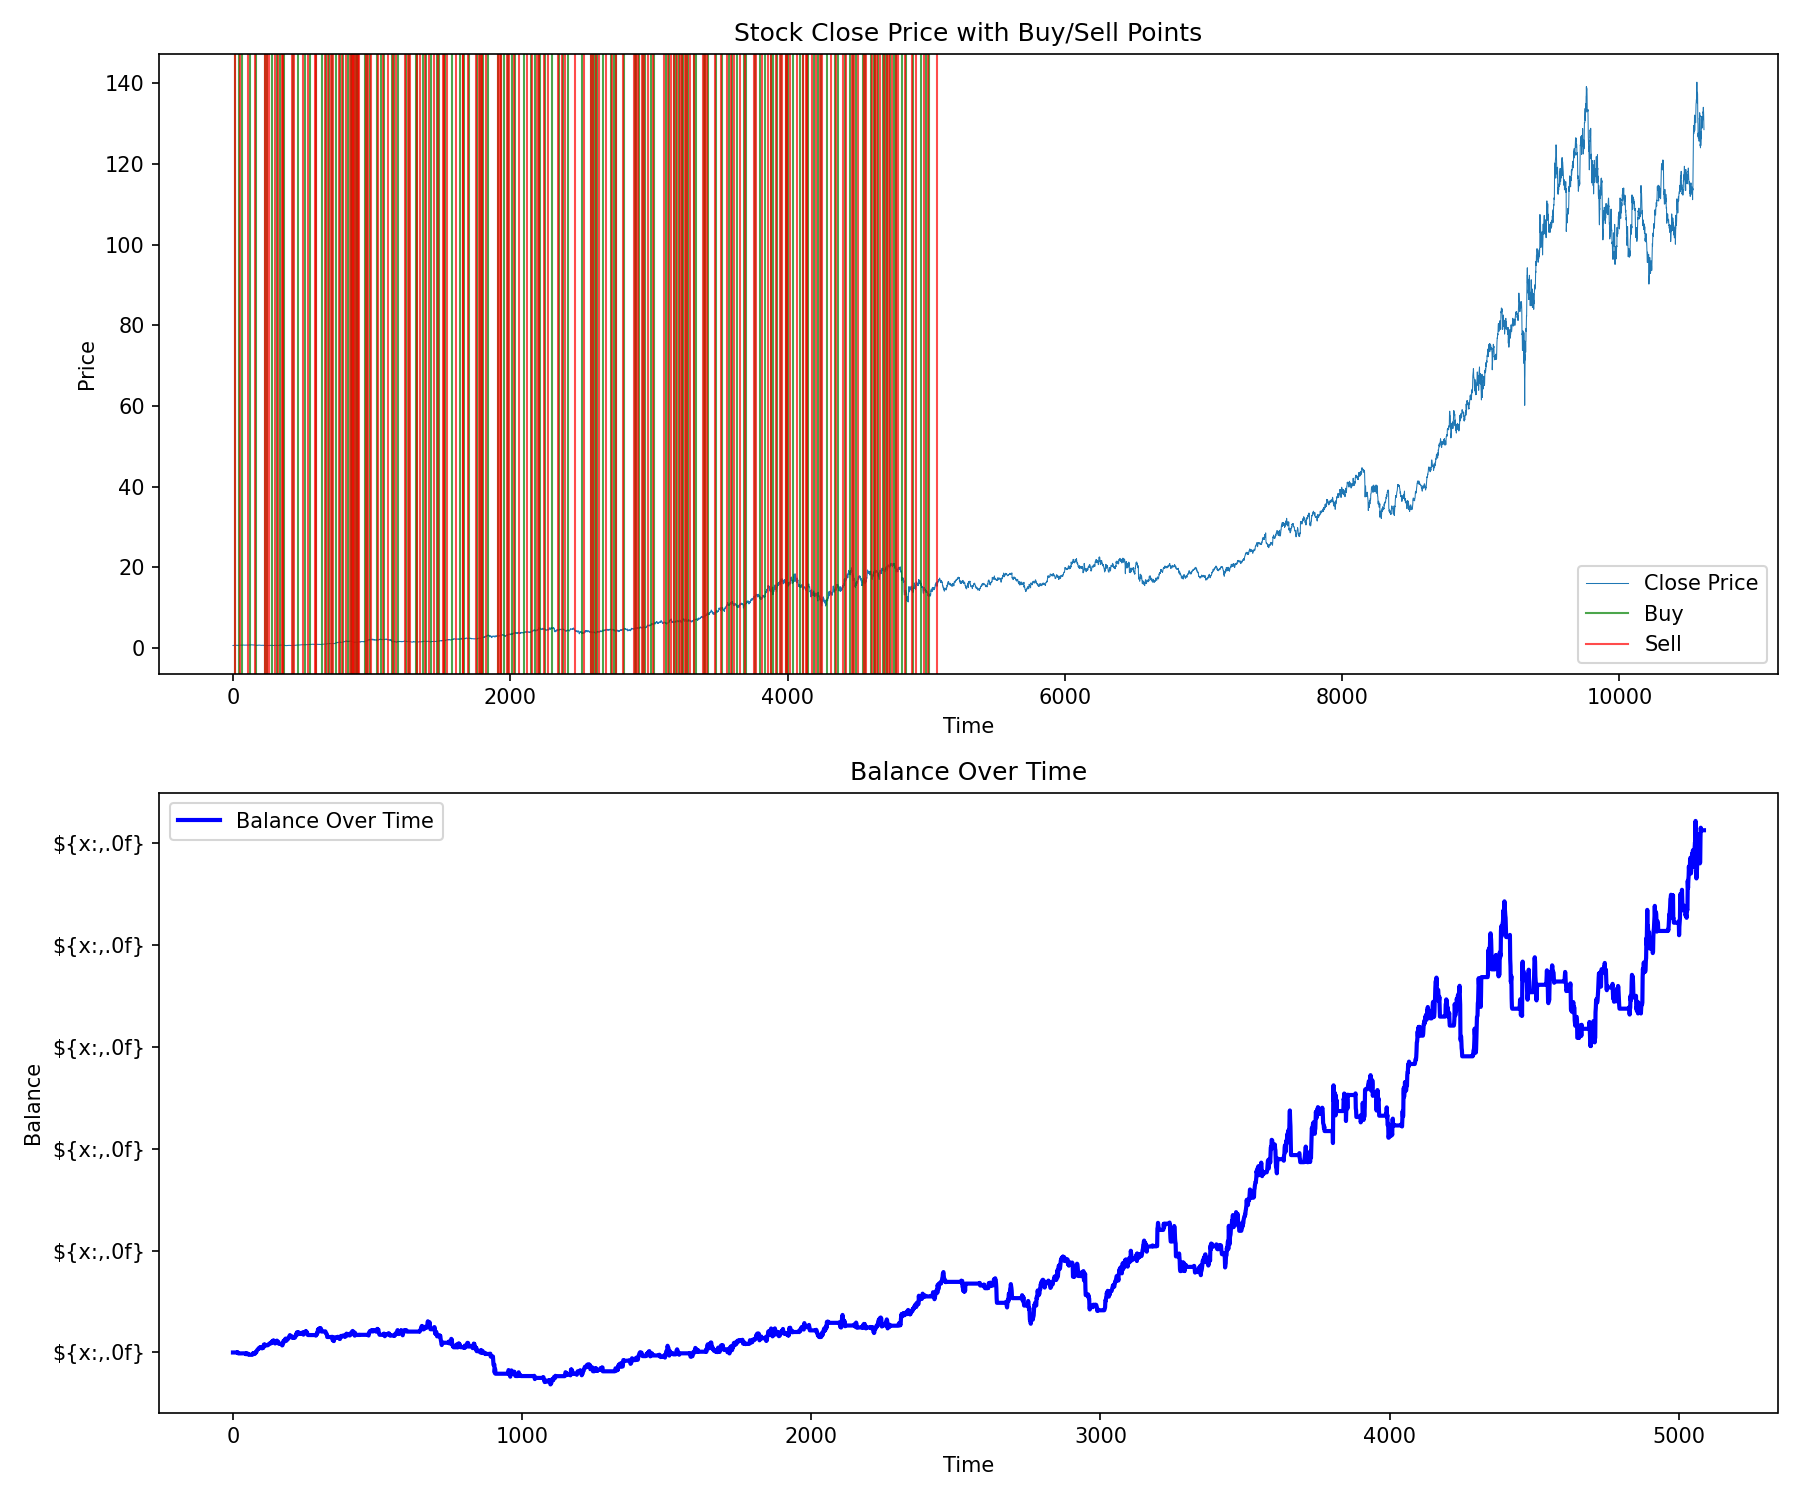 Stock Close Price with Buy/Sell Points
140
120
100
80
60
40
20
0
Price
0 2000 4000 6000 8000 10000
Time
Close Price
Buy
Sell
Balance Over Time
Balance Over Time
${x:,.0f}
${x:,.0f}
${x:,.0f}
${x:,.0f}
${x:,.0f}
${x:,.0f}
Balance
0 1000 2000 3000 4000 5000
Time